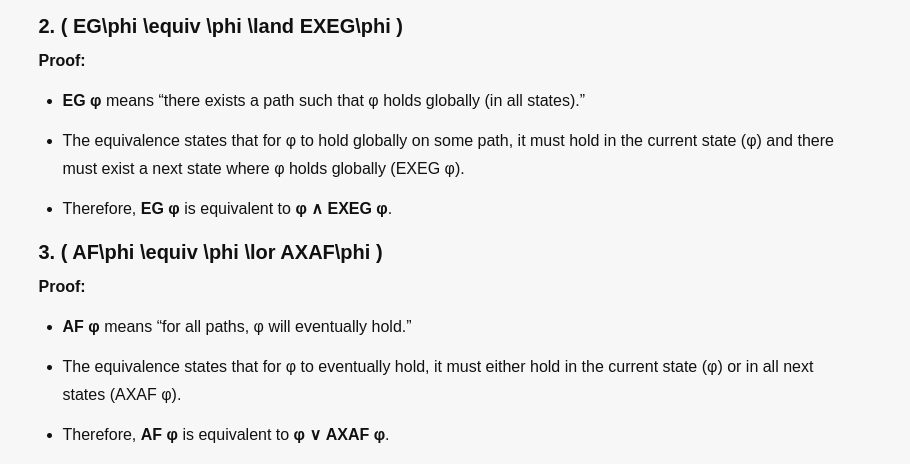 2. ( EG\phi \equiv \phi \land EXEG\phi )
Proof:
• EG φ means “there exists a path such that φ holds globally (in all states).”
• The equivalence states that for φ to hold globally on some path, it must hold in the current state (φ) and there
must exist a next state where φ holds globally (EXEG φ).
• Therefore, EG φ is equivalent to φ ∧ EXEG φ.
3. ( AF\phi \equiv \phi \lor AXAF\phi )
Proof:
• AF φ means “for all paths, φ will eventually hold.”
• The equivalence states that for φ to eventually hold, it must either hold in the current state (φ) or in all next
states (AXAF φ).
• Therefore, AF φ is equivalent to φ ∨ AXAF φ.